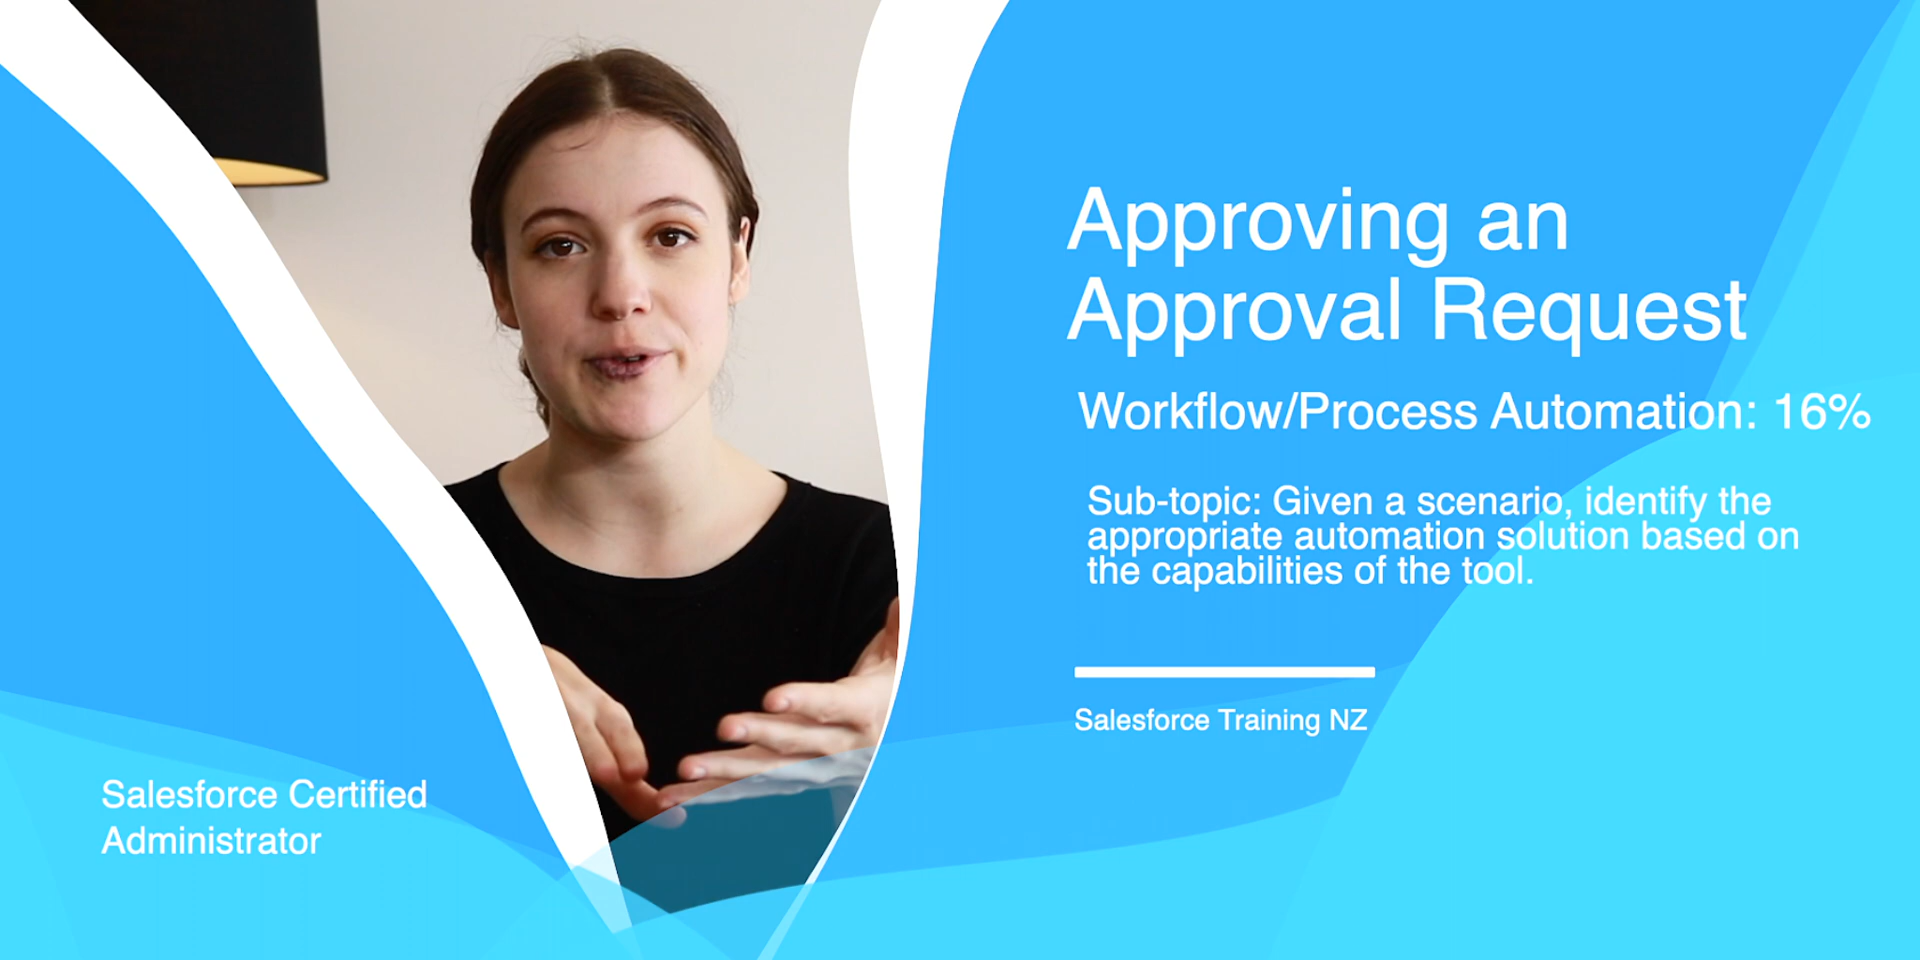 Approving an
Approval Request
Workflow/Process Automation: 16%
Sub-topic: Given a scenario, identify the
appropriate automation solution based on
the capabilities of the tool.
Salesforce Training NZ
Salesforce Certified
Administrator